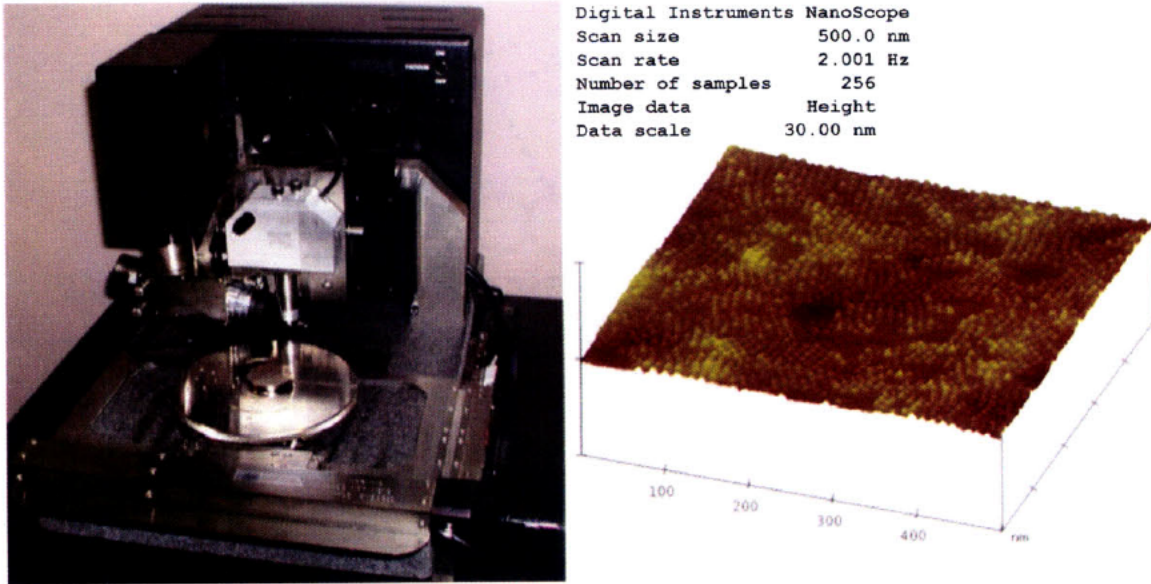 Digital Instruments NanoScope
Scan size 500.0 nm
Scan rate 2.001 Hz
Number of samples 256
Image data Height
Data scale 30.00 nm
100
200
300
400
nm